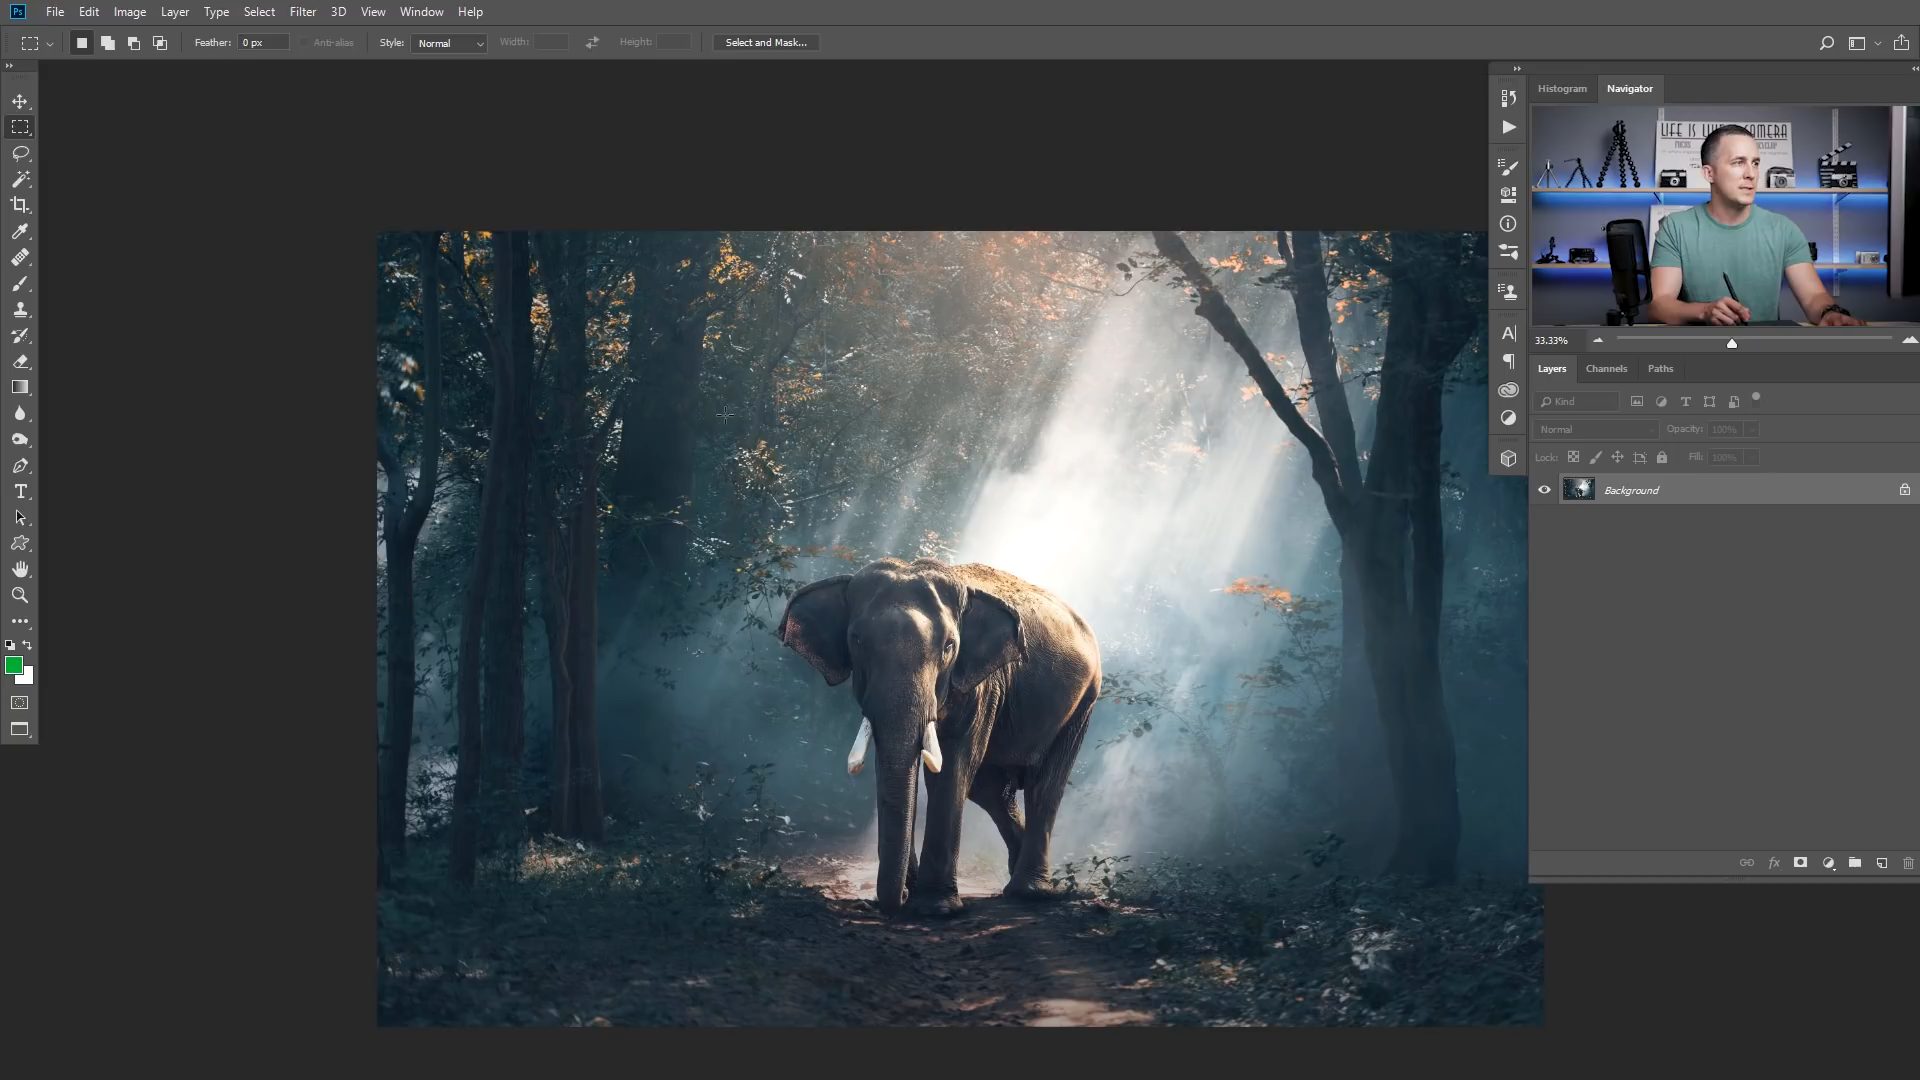 Ps File Edit Image Layer Type Select Filter 3D View Window Help
Feather: 0 px Anti-alias Style: Normal Width: Height: Select and Mask...
Histogram Navigator
LIFE IS LIKE A CAMERA
33.33%
Layers Channels Paths
Kind
Normal Opacity: 100%
Lock: Fill: 100%
Background
fx